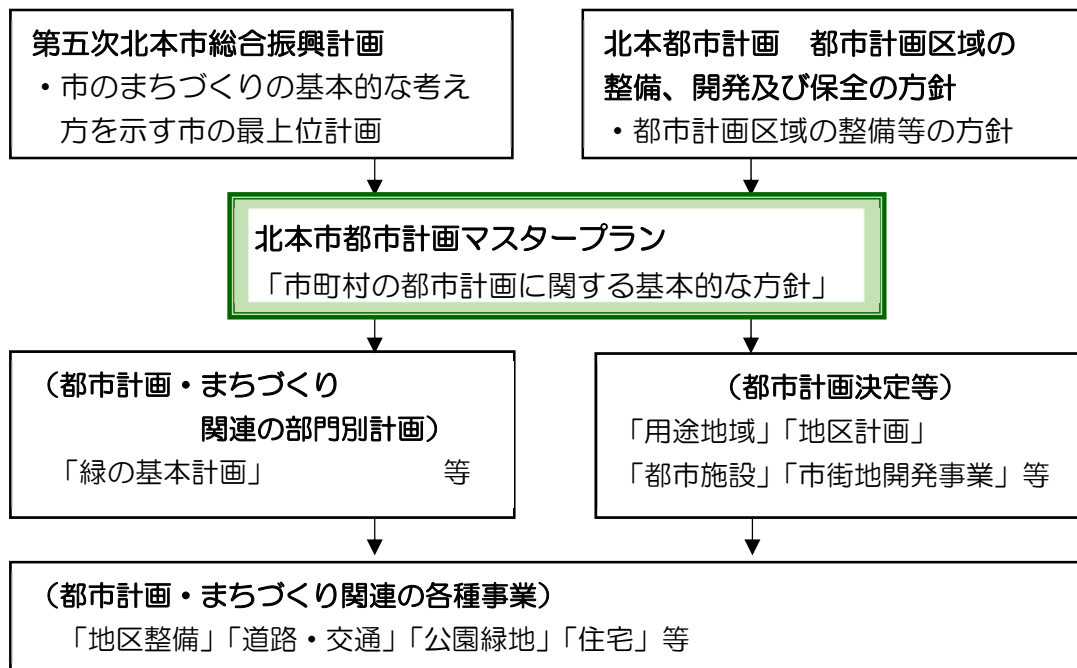 第五次北本市総合振興計画
・市のまちづくりの基本的な考え
方を示す市の最上位計画
北本都市計画　都市計画区域の
整備、開発及び保全の方針
・都市計画区域の整備等の方針
北本市都市計画マスタープラン
「市町村の都市計画に関する基本的な方針」
（都市計画・まちづくり
関連の部門別計画）
「緑の基本計画」　　　　　　等
（都市計画決定等）
「用途地域」「地区計画」
「都市施設」「市街地開発事業」等
（都市計画・まちづくり関連の各種事業）
「地区整備」「道路・交通」「公園緑地」「住宅」等